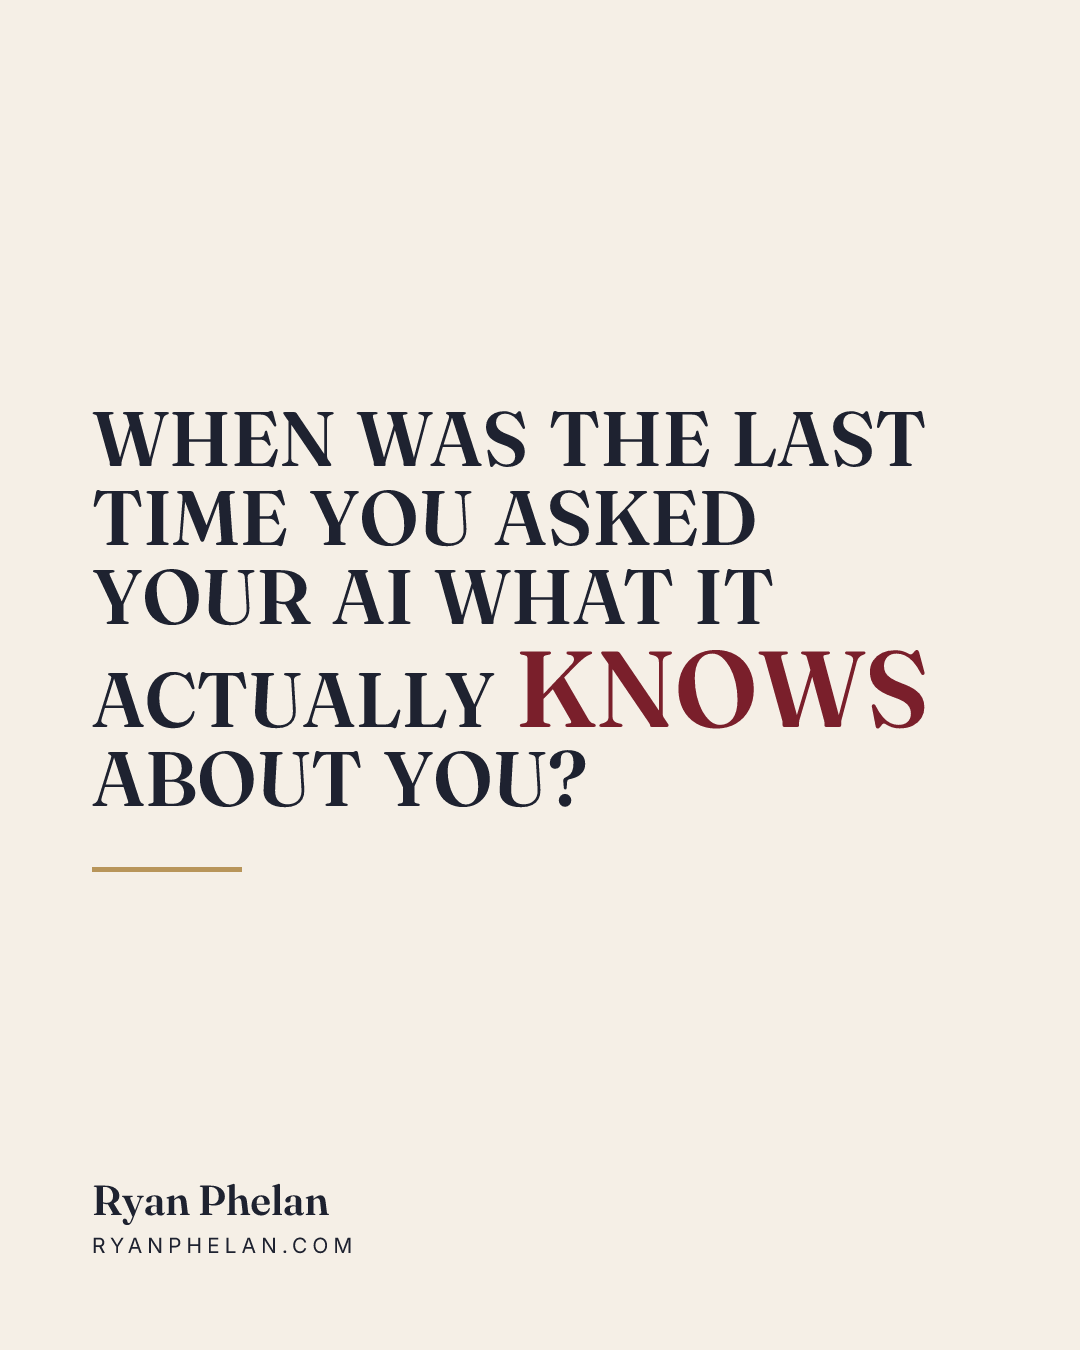 WHEN WAS THE LAST
TIME YOU ASKED
YOUR AI WHAT IT
ACTUALLY KNOWS
ABOUT YOU?
Ryan Phelan
RYANPHELAN.COM